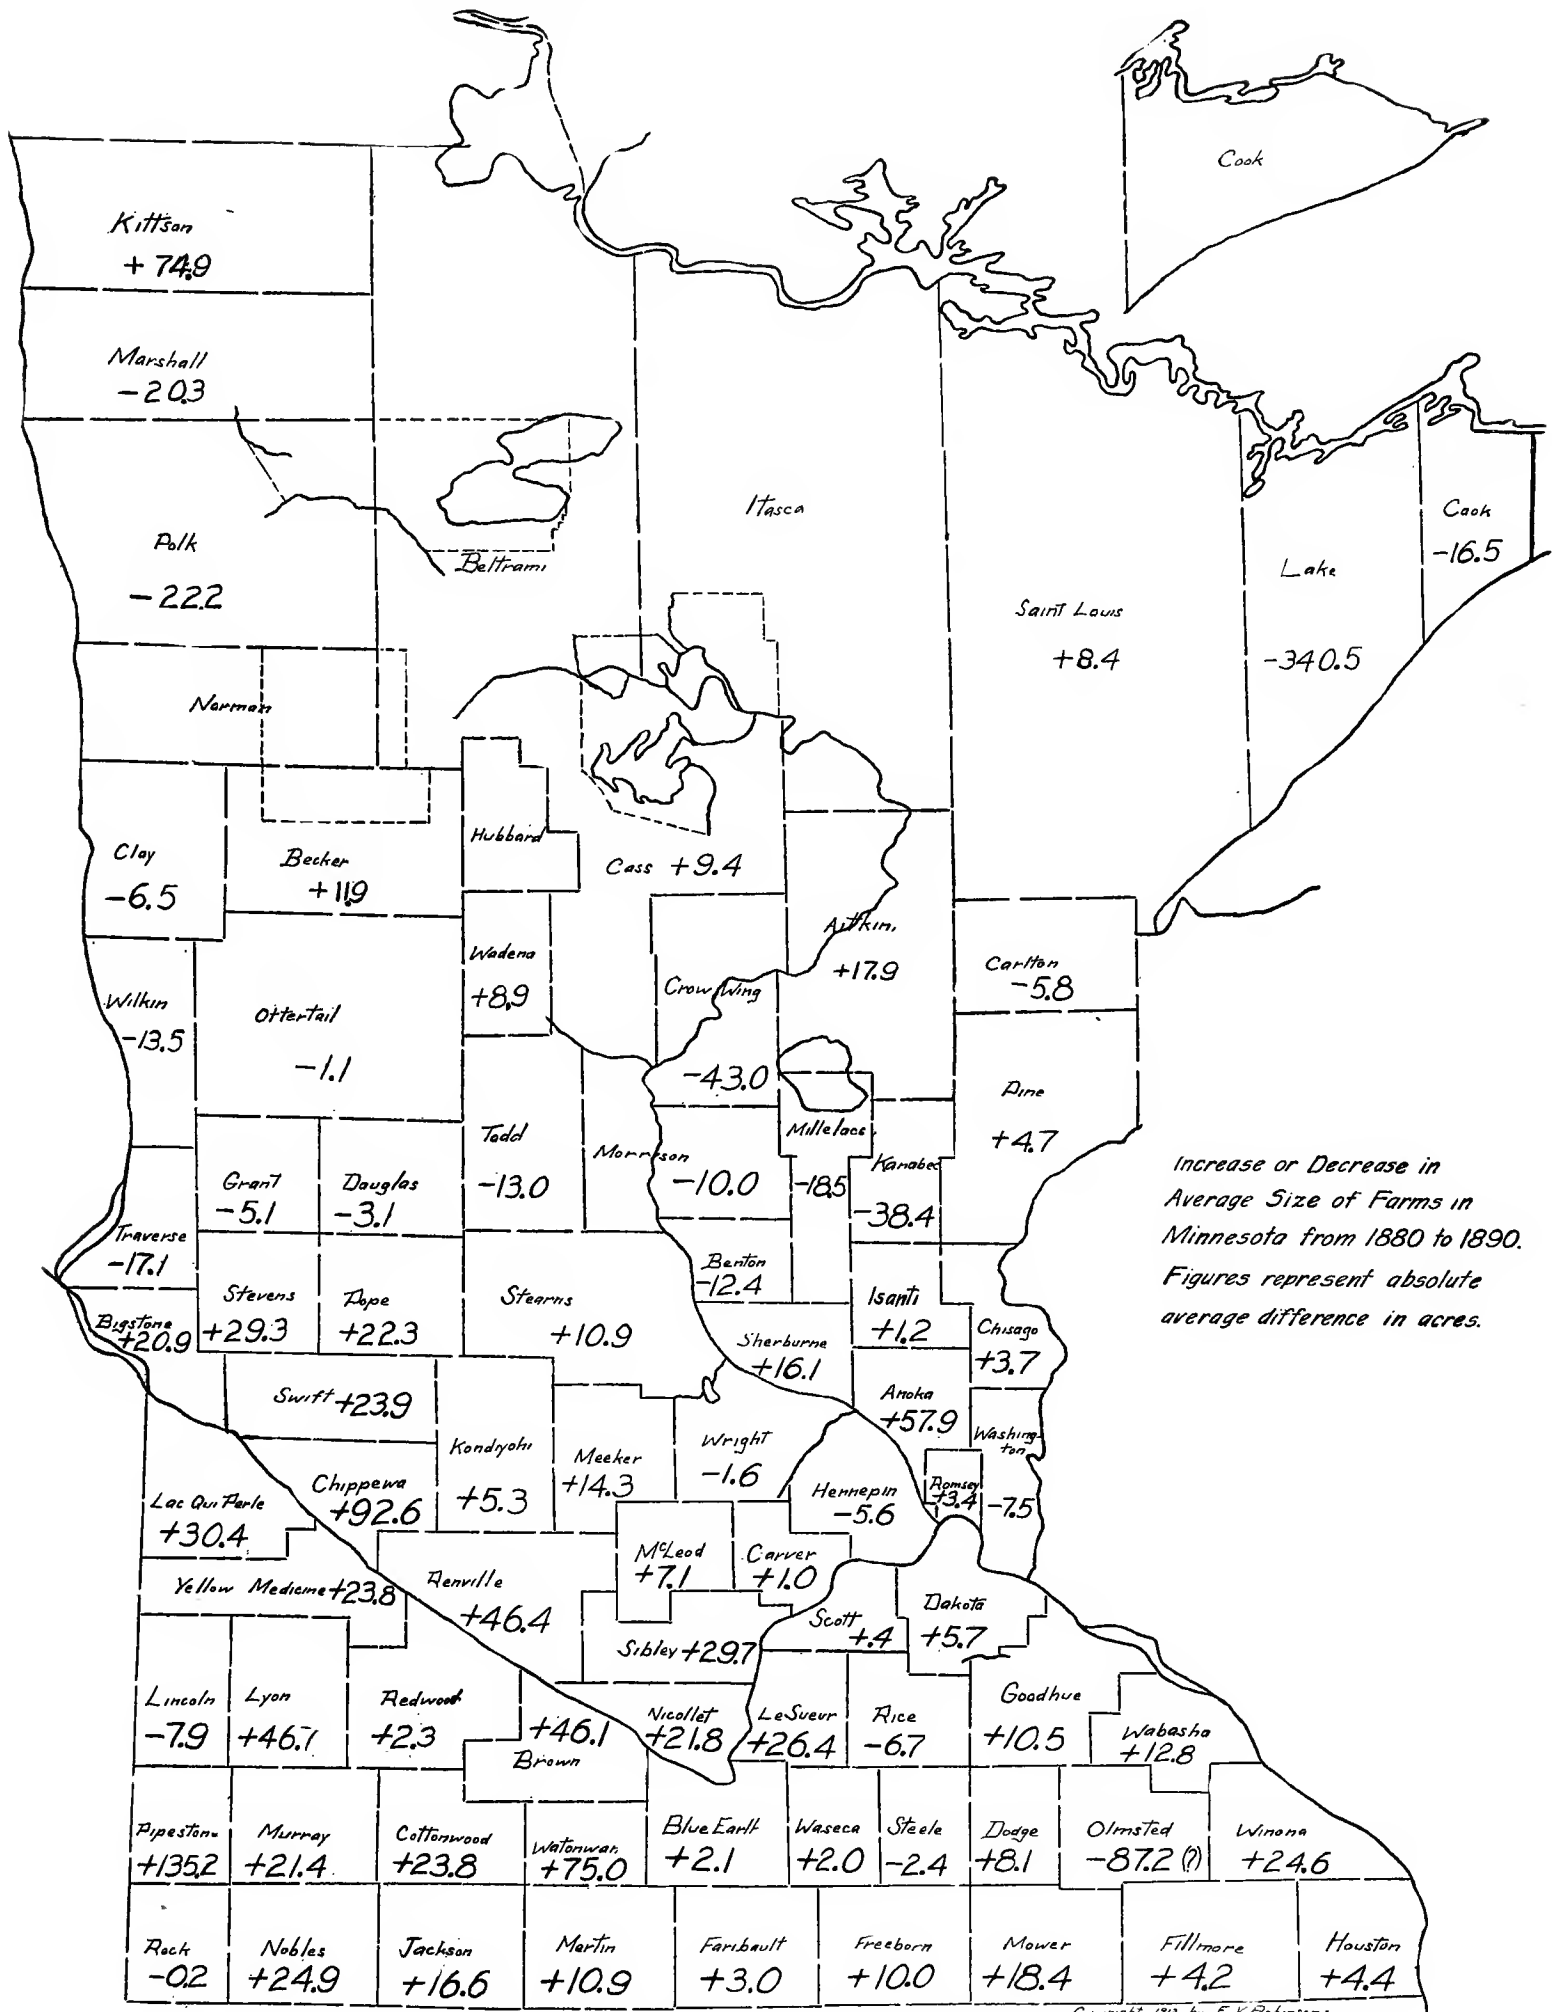 Cook
Kittson
+74.9
Marshall
-20.3
Itasca
Cook
-16.5
Polk
-22.2
Beltrami
Lake
-340.5
Saint Louis
+8.4
Norman
Hubbard
Clay
-6.5
Becker
+11.9
Cass +9.4
Aitkin.
+17.9
Wadena
+8.9
Carlton
-5.8
Crow Wing
-43.0
Wilkin
-13.5
Ottertail
-1.1
Pine
+4.7
Todd
-13.0
Morrison
-10.0
Millelacs
-18.5
Kanabec
-38.4
Increase or Decrease in
Average Size of Farms in
Minnesota from 1880 to 1890.
Figures represent absolute
average difference in acres.
Grant
-5.1
Douglas
-3.1
Traverse
-17.1
Benton
-12.4
Stevens
+29.3
Pope
+22.3
Stearns
+10.9
Isanti
+1.2
Bigstone
+20.9
Sherburne
+16.1
Chisago
+3.7
Swift +23.9
Anoka
+57.9
Kandiyohi
+5.3
Meeker
+14.3
Wright
-1.6
Washing-
ton
-7.5
Chippewa
+92.6
Lac Qui Parle
+30.4
Hennepin
-5.6
Ramsey
+3.4
McLeod
+7.1
Carver
+1.0
Yellow Medicine +23.8
Renville
+46.4
Scott
+.4
Dakota
+5.7
Sibley +29.7
Lincoln
-7.9
Lyon
+46.7
Redwood
+2.3
+46.1
Brown
Nicollet
+21.8
LeSueur
+26.4
Rice
-6.7
Goodhue
+10.5
Wabasha
+12.8
Pipestone
+135.2
Murray
+21.4
Cottonwood
+23.8
Watonwan
+75.0
Blue Earth
+2.1
Waseca
+2.0
Steele
-2.4
Dodge
+8.1
Olmsted
-87.2 (?)
Winona
+24.6
Rock
-0.2
Nobles
+24.9
Jackson
+16.6
Martin
+10.9
Faribault
+3.0
Freeborn
+10.0
Mower
+18.4
Fillmore
+4.2
Houston
+4.4